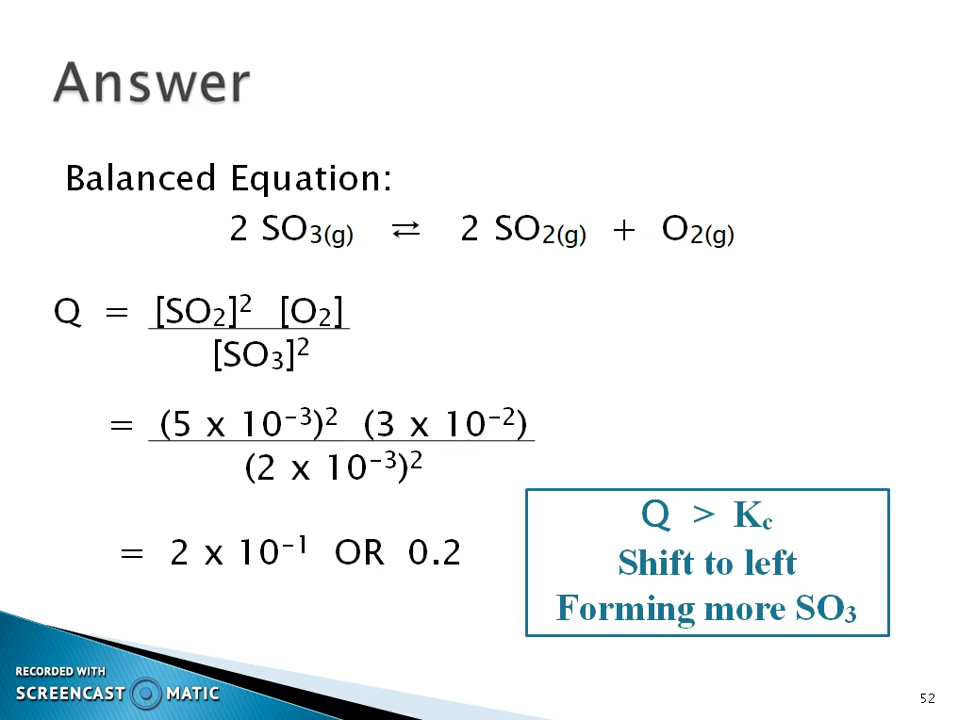 Answer
Balanced Equation:
2 SO₃(g) ⇄ 2 SO₂(g) + O₂(g)
Q = [SO₂]² [O₂]
[SO₃]²
= (5 x 10⁻³)² (3 x 10⁻²)
(2 x 10⁻³)²
= 2 x 10⁻¹ OR 0.2
Q > Kc
Shift to left
Forming more SO₃
RECORDED WITH
SCREENCAST MATIC
52